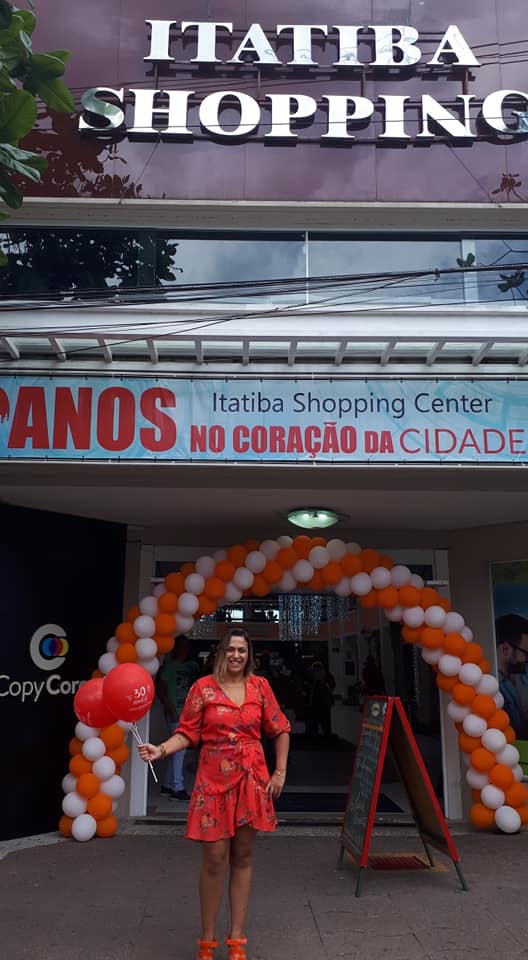 ITATIBA
SHOPPING
ANOS
Itatiba Shopping Center
NO CORAÇÃO DA CIDADE
CopyCor
30